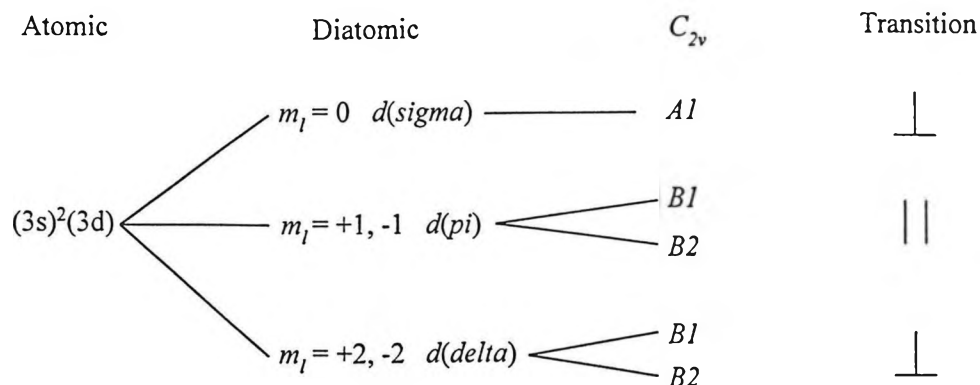 Atomic Diatomic C2v Transition
ml = 0 d(sigma) A1 ⊥
B1
(3s)2(3d) ml = +1, -1 d(pi) ||
B2
B1
ml = +2, -2 d(delta) ⊥
B2